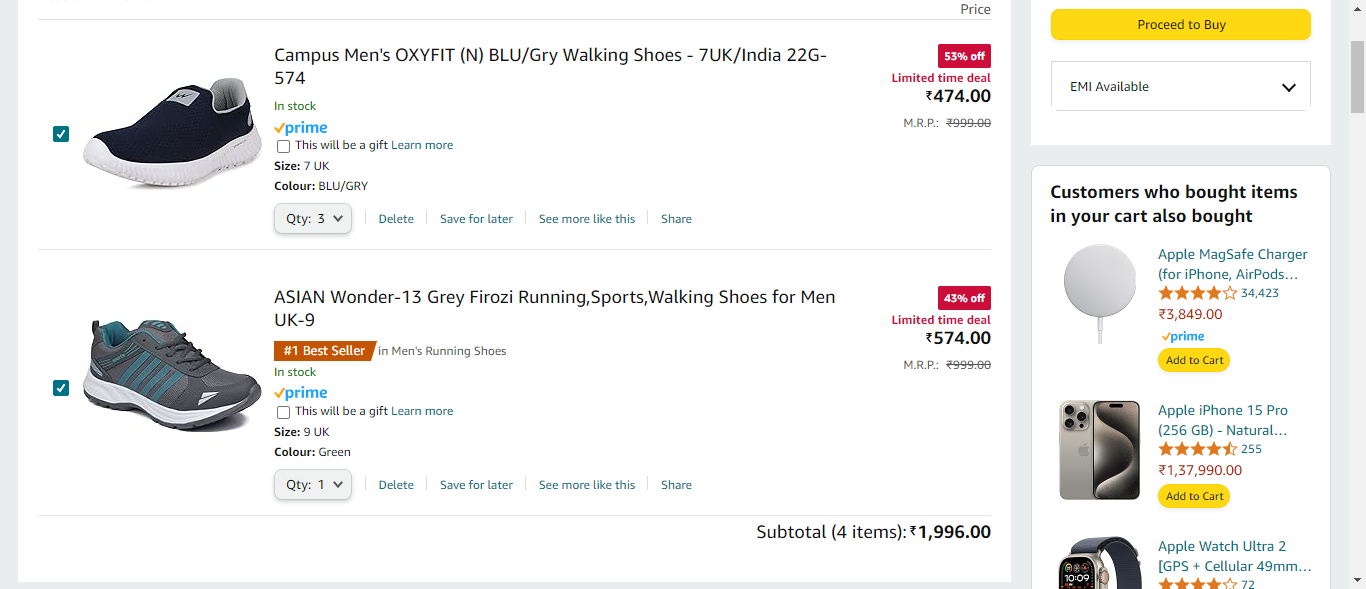 Price
Campus Men's OXYFIT (N) BLU/Gry Walking Shoes - 7UK/India 22G-
574
In stock
prime
This will be a gift Learn more
Size: 7 UK
Colour: BLU/GRY
Qty: 3
Delete
Save for later
See more like this
Share
53% off
Limited time deal
₹474.00
M.R.P.: ₹999.00
ASIAN Wonder-13 Grey Firozi Running,Sports,Walking Shoes for Men
UK-9
#1 Best Seller in Men's Running Shoes
In stock
prime
This will be a gift Learn more
Size: 9 UK
Colour: Green
Qty: 1
Delete
Save for later
See more like this
Share
43% off
Limited time deal
₹574.00
M.R.P.: ₹999.00
Subtotal (4 items): ₹1,996.00
Proceed to Buy
EMI Available
Customers who bought items
in your cart also bought
Apple MagSafe Charger
(for iPhone, AirPods…
34,423
₹3,849.00
prime
Add to Cart
Apple iPhone 15 Pro
(256 GB) - Natural…
255
₹1,37,990.00
Add to Cart
10:09
Apple Watch Ultra 2
[GPS + Cellular 49mm…
72